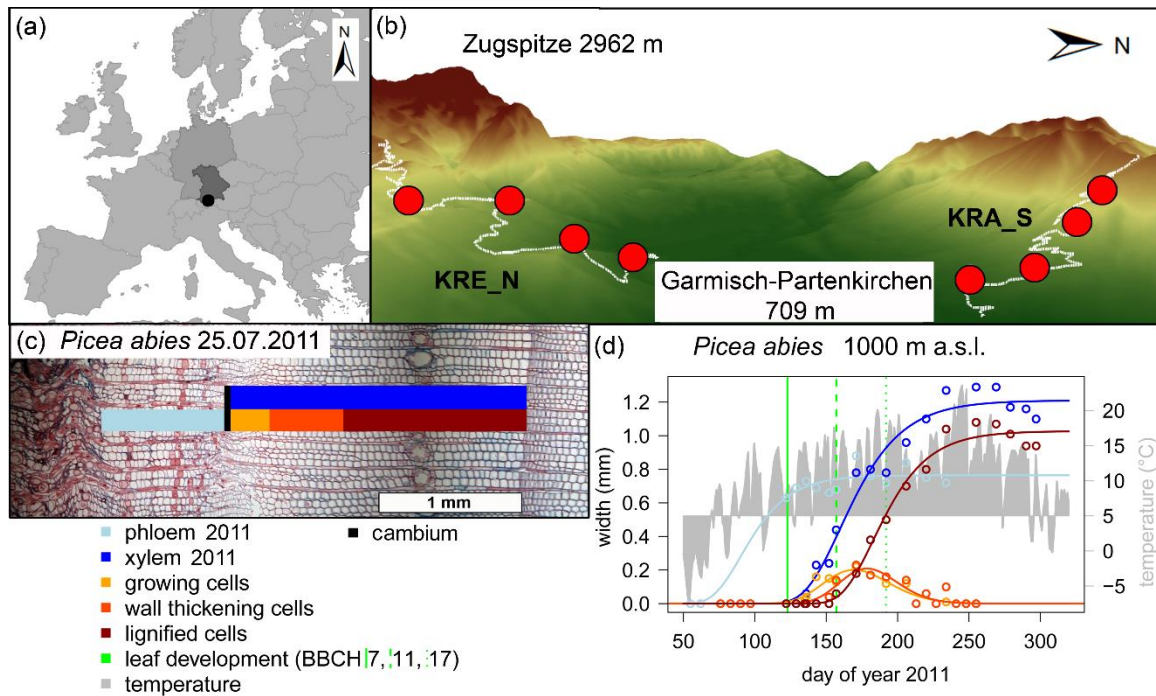 (a)
N
(b)
Zugspitze 2962 m
N
KRE_N
KRA_S
Garmisch-Partenkirchen
709 m
(c) Picea abies 25.07.2011
1 mm
phloem 2011
xylem 2011
growing cells
wall thickening cells
lignified cells
leaf development (BBCH 7, 11, 17)
temperature
cambium
(d) Picea abies 1000 m a.s.l.
width (mm)
1.2
1.0
0.8
0.6
0.4
0.2
0.0
20
15
10
5
0
−5
temperature (°C)
50 100 150 200 250 300
day of year 2011